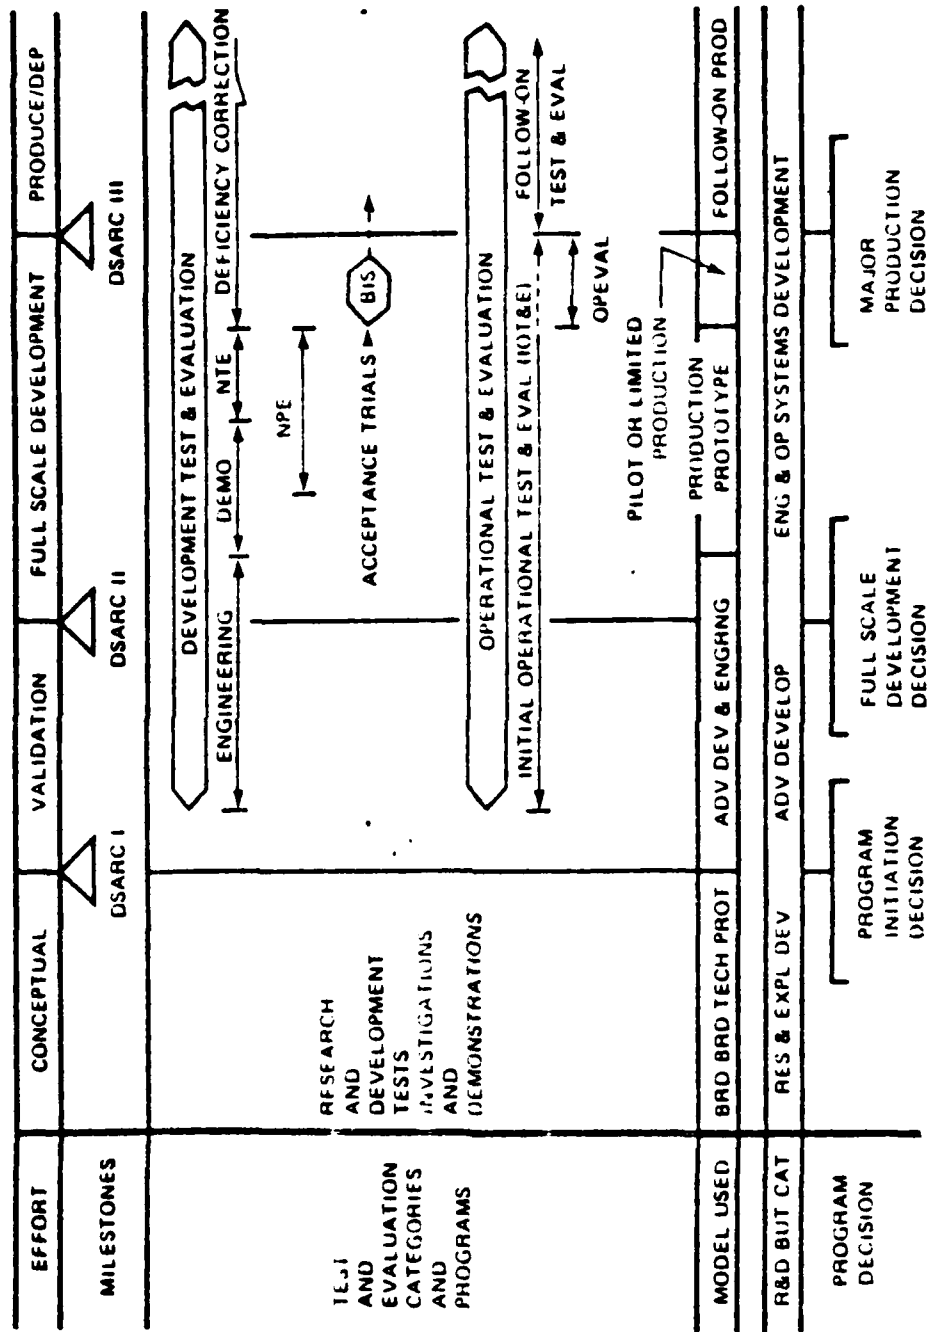 EFFORT
CONCEPTUAL
VALIDATION
FULL SCALE DEVELOPMENT
PRODUCE/DEP
MILESTONES
DSARC I
DSARC II
DSARC III
TEST
AND
EVALUATION
CATEGORIES
AND
PROGRAMS
RESEARCH
AND
DEVELOPMENT
TESTS
INVESTIGATIONS
AND
DEMONSTRATIONS
DEVELOPMENT TEST & EVALUATION
ENGINEERING
DEMO
NTE
DEFICIENCY CORRECTION
NPE
ACCEPTANCE TRIALS
BIS
OPERATIONAL TEST & EVALUATION
INITIAL OPERATIONAL TEST & EVAL (IOT&E)
FOLLOW-ON
TEST & EVAL
OPEVAL
PILOT OR LIMITED
PRODUCTION
MODEL USED
BRD BRD TECH PROT
ADV DEV & ENGRNG
PRODUCTION
PROTOTYPE
FOLLOW-ON PROD
R&D BUT CAT
RES & EXPL DEV
ADV DEVELOP
ENG & OP SYSTEMS DEVELOPMENT
PROGRAM
DECISION
PROGRAM
INITIATION
DECISION
FULL SCALE
DEVELOPMENT
DECISION
MAJOR
PRODUCTION
DECISION